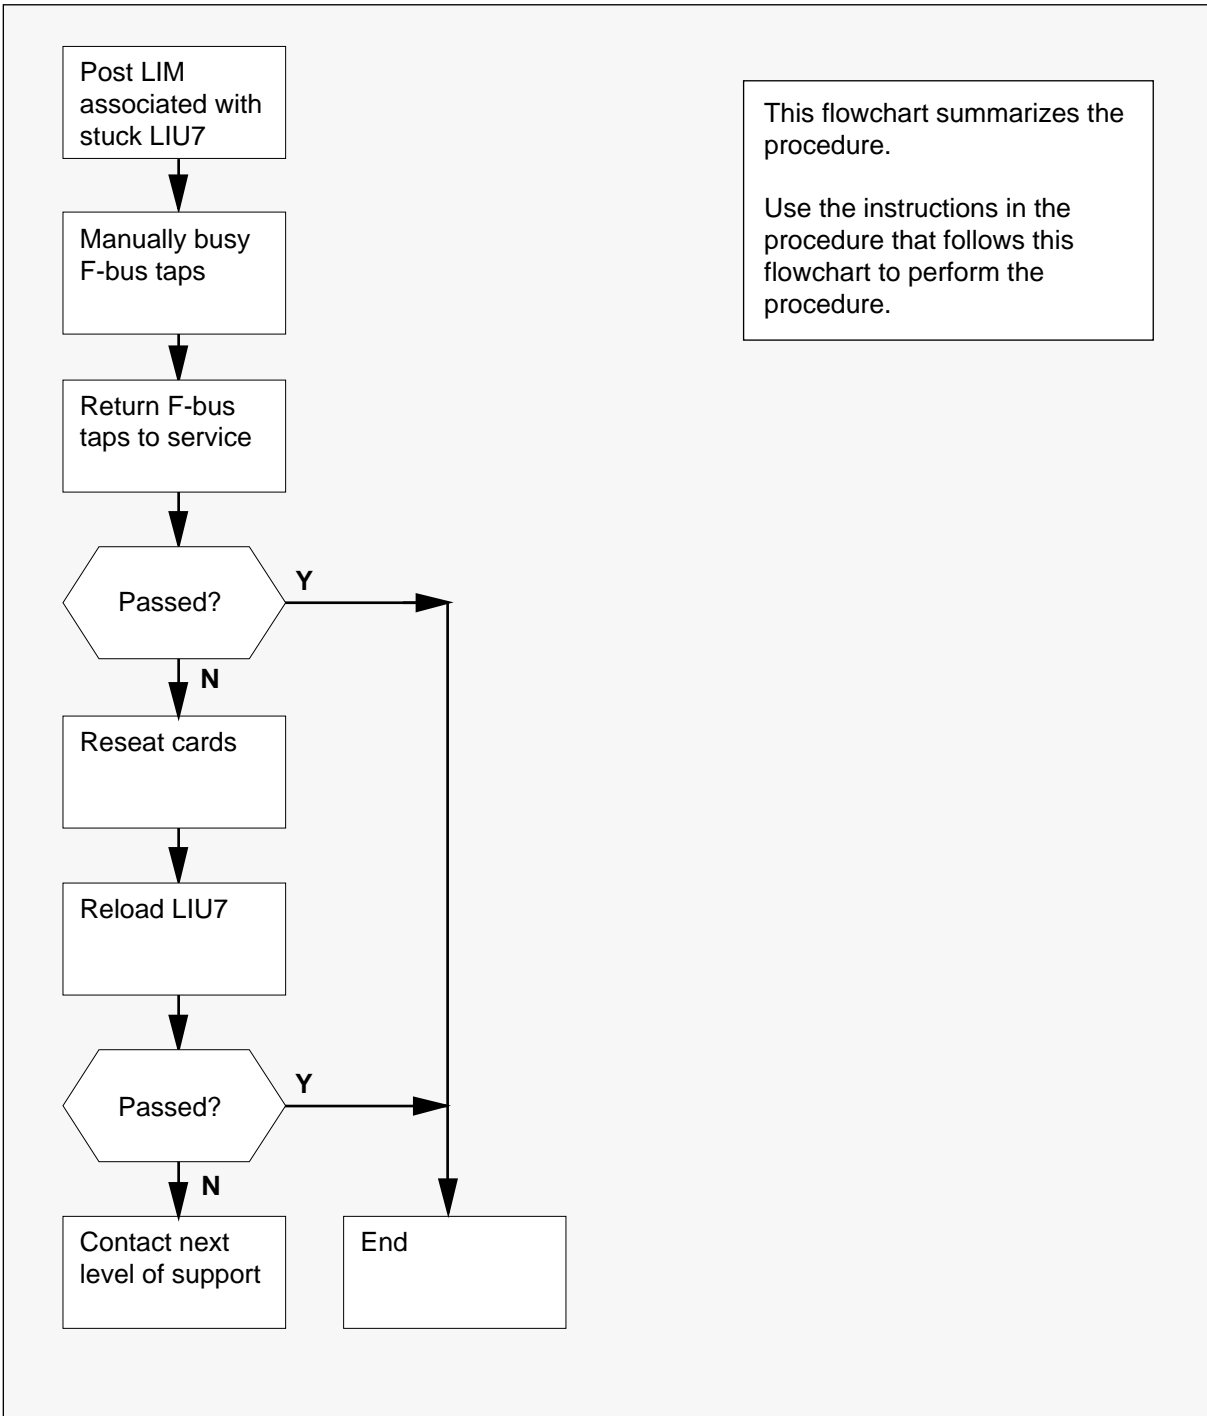 Post LIM
associated with
stuck LIU7
This flowchart summarizes the
procedure.
Use the instructions in the
procedure that follows this
flowchart to perform the
procedure.
Manually busy
F-bus taps
Return F-bus
taps to service
Passed?
Y
N
Reseat cards
Reload LIU7
Passed?
Y
N
Contact next
level of support
End